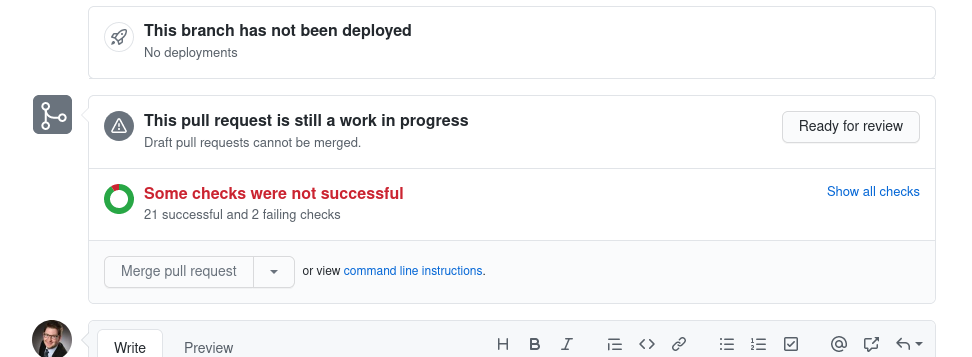 This branch has not been deployed
No deployments
This pull request is still a work in progress
Draft pull requests cannot be merged.
Ready for review
Some checks were not successful
21 successful and 2 failing checks
Show all checks
Merge pull request
or view command line instructions.
Write Preview